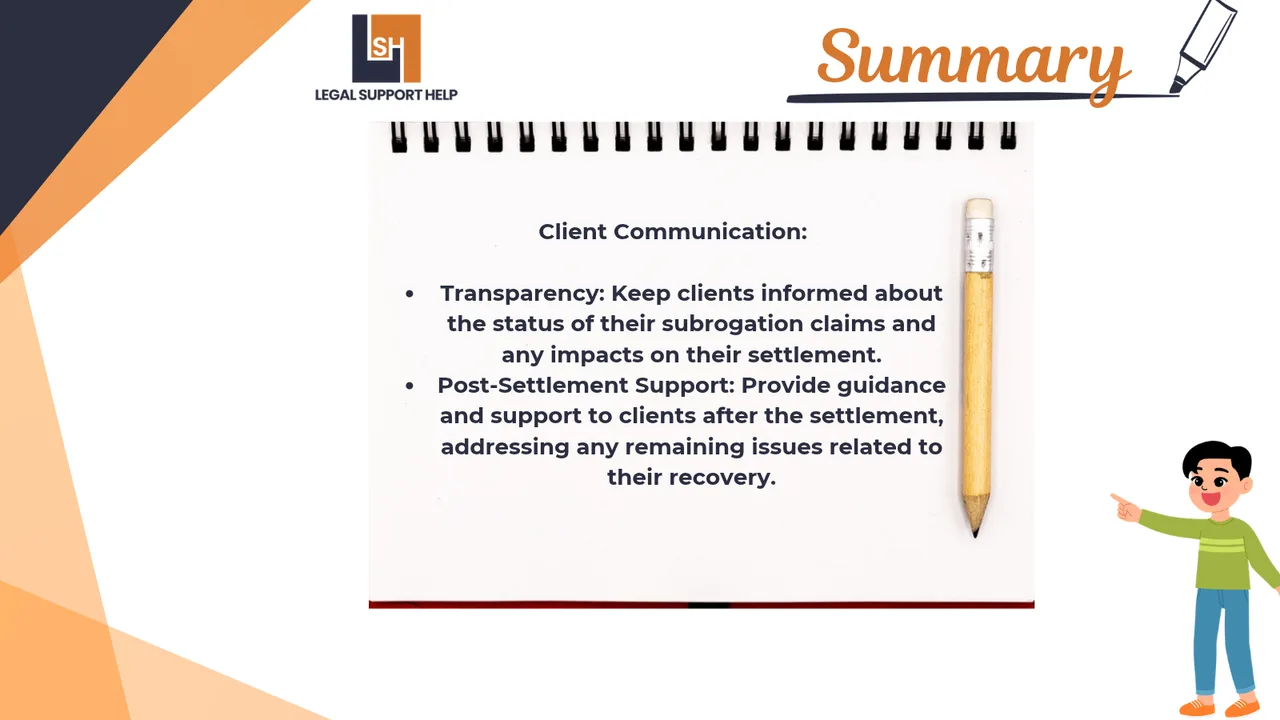 LSH
LEGAL SUPPORT HELP
Summary
Client Communication:
• Transparency: Keep clients informed about
the status of their subrogation claims and
any impacts on their settlement.
• Post-Settlement Support: Provide guidance
and support to clients after the settlement,
addressing any remaining issues related to
their recovery.